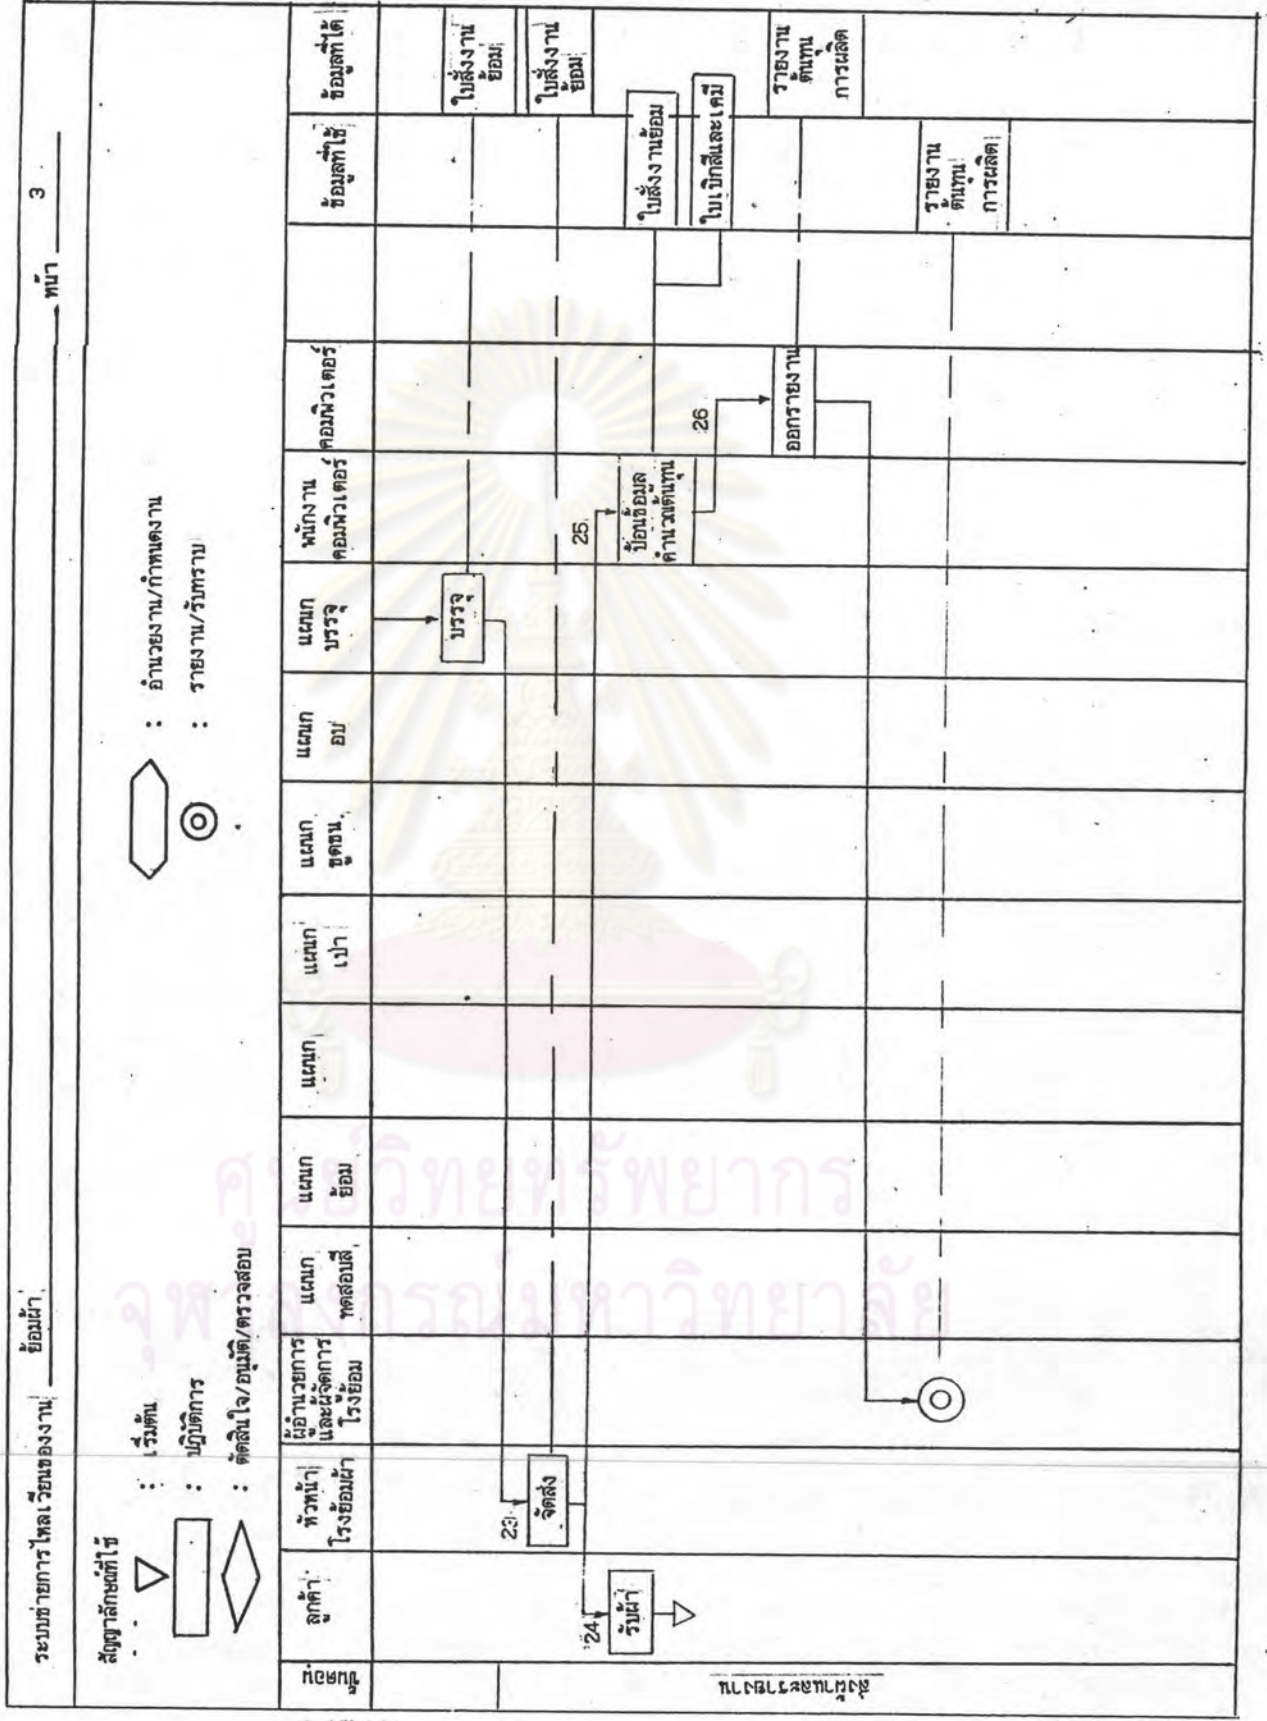 ระบบข่ายการไหลเวียนของงาน ย้อมผ้า หน้า 3
สัญญาลักษณ์ที่ใช้
: เริ่มต้น
: ปฏิบัติการ
: ตัดสินใจ/อนุมัติ/ตรวจสอบ
: อำนวยงาน/กำหนดงาน
: รายงาน/รับทราบ
ขั้นตอน
ลูกค้า
หัวหน้า
โรงย้อมผ้า
ผู้อำนวยการ
และผู้จัดการ
โรงย้อม
แผนก
ทดสอบสี
แผนก
ย้อม
แผนก
แผนก
เป่า
แผนก
ขูดขน
แผนก
อบ
แผนก
บรรจุ
พนักงาน
คอมพิวเตอร์
คอมพิวเตอร์
ข้อมูลที่ใช้
ข้อมูลที่ได้
บรรจุ
ใบสั่งงาน
ย้อม
23
จัดส่ง
ใบสั่งงาน
ย้อม
ส่งผ้าและรายงาน
24
รับผ้า
25
ป้อนข้อมูล
คำนวณต้นทุน
ใบสั่งงานย้อม
ใบเบิกสีและเคมี
26
ออกรายงาน
รายงาน
ต้นทุน
การผลิต
รายงาน
ต้นทุน
การผลิต
ศูนย์วิทยทรัพยากร
จุฬาลงกรณ์มหาวิทยาลัย